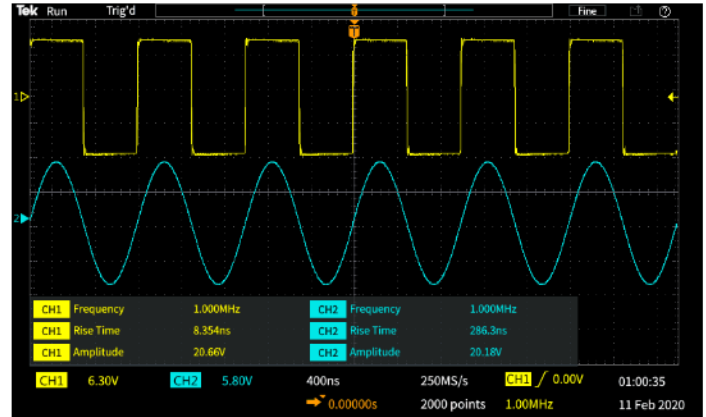 Tek Run Trig'd Fine
T
1
2
CH1 Frequency 1.000MHz CH2 Frequency 1.000MHz
CH1 Rise Time 8.354ns CH2 Rise Time 286.3ns
CH1 Amplitude 20.66V CH2 Amplitude 20.18V
CH1 6.30V CH2 5.80V 400ns 250MS/s CH1 0.00V 01:00:35
0.00000s 2000 points 1.00MHz 11 Feb 2020